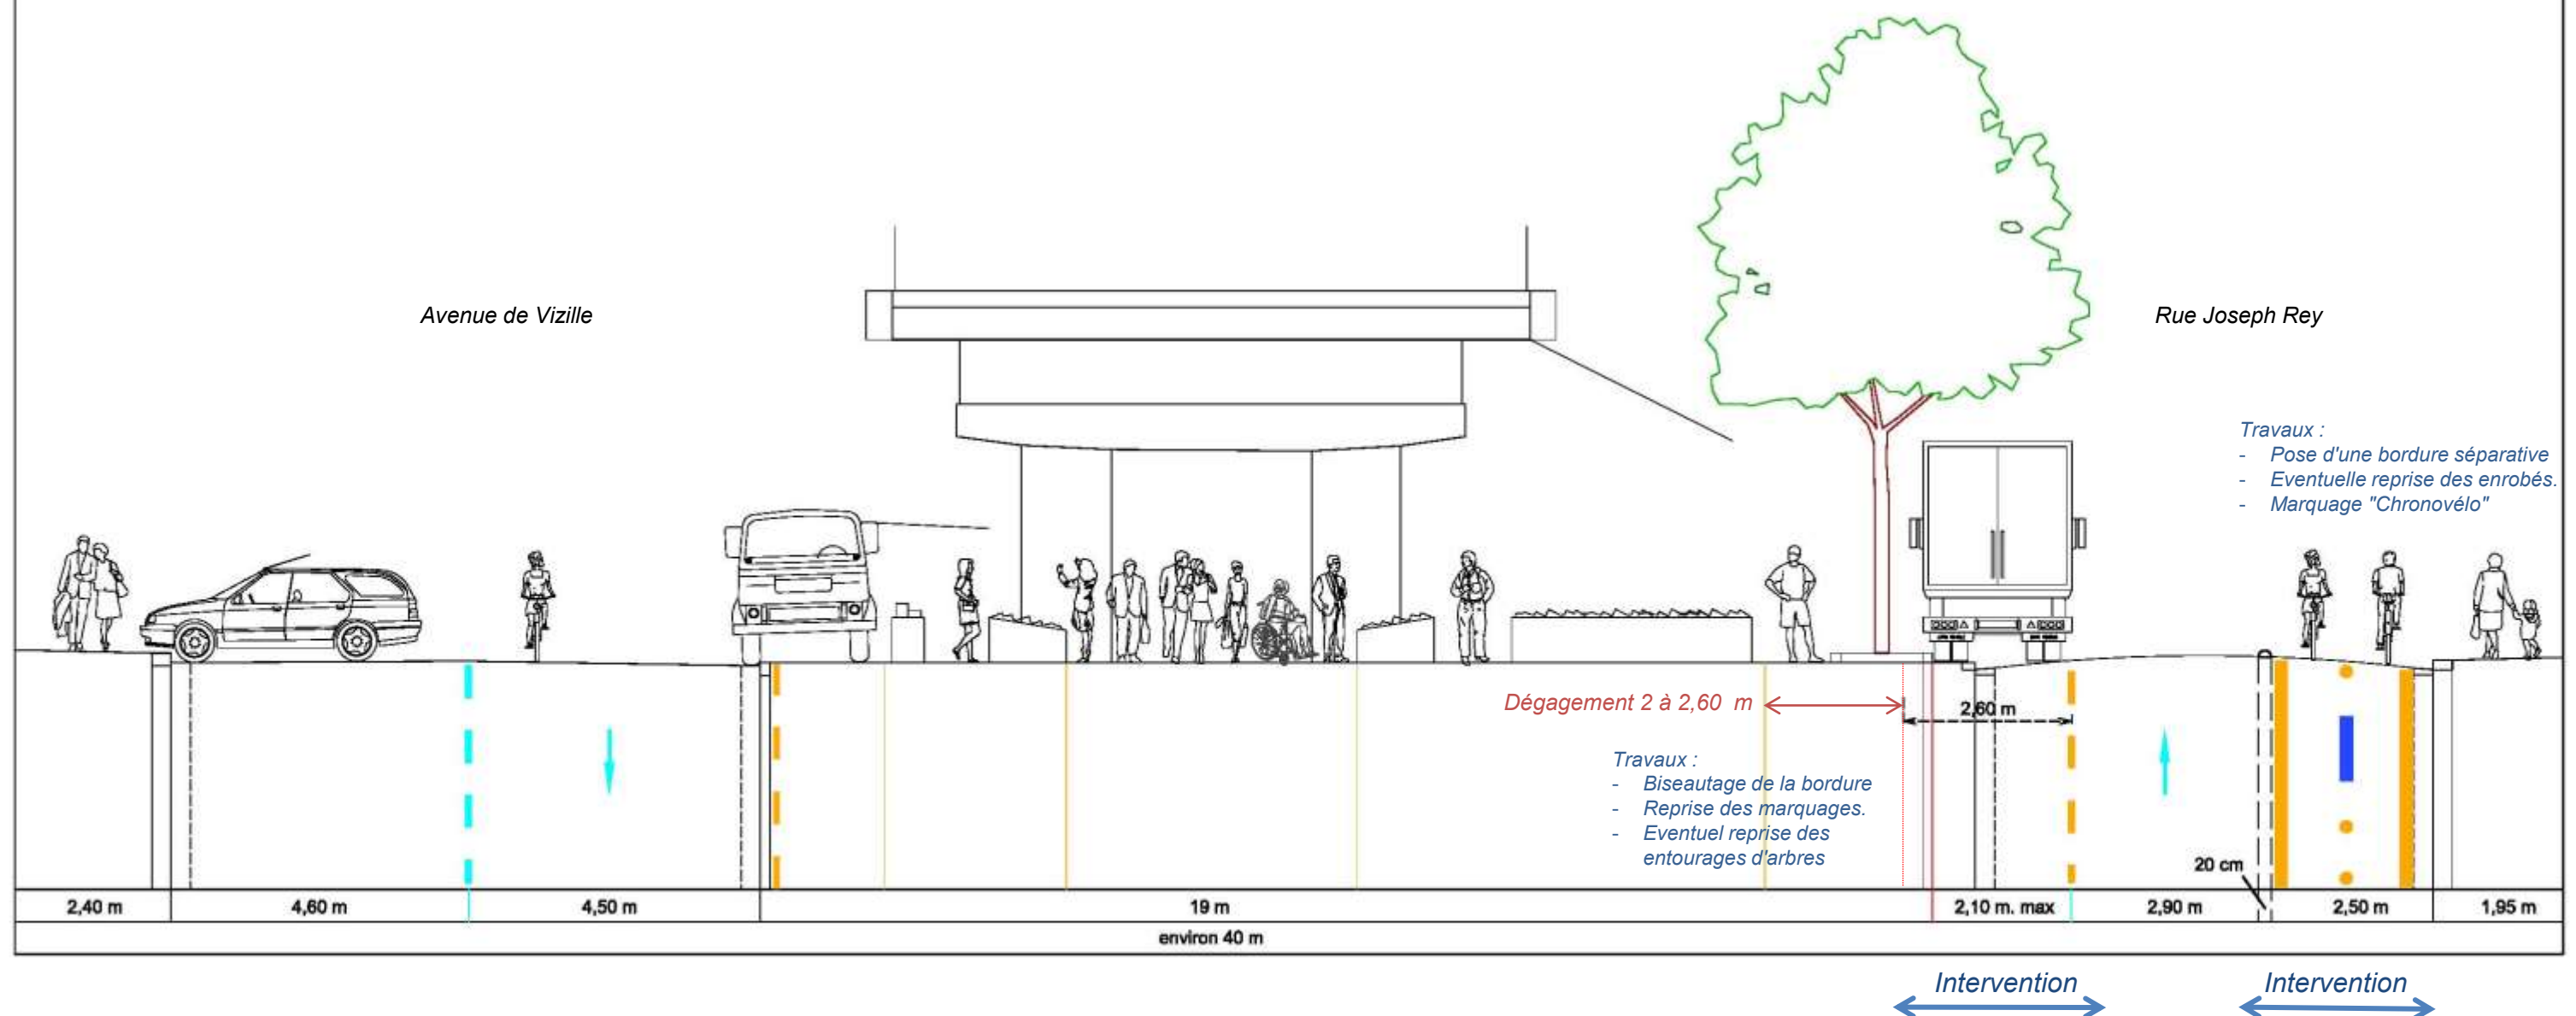 Avenue de Vizille
Rue Joseph Rey
Travaux :
- Pose d'une bordure séparative
- Eventuelle reprise des enrobés.
- Marquage "Chronovélo"
Dégagement 2 à 2,60 m
2,60 m
Travaux :
- Biseautage de la bordure
- Reprise des marquages.
- Eventuel reprise des
entourages d'arbres
20 cm
2,40 m
4,60 m
4,50 m
19 m
2,10 m. max
2,90 m
2,50 m
1,95 m
environ 40 m
Intervention
Intervention